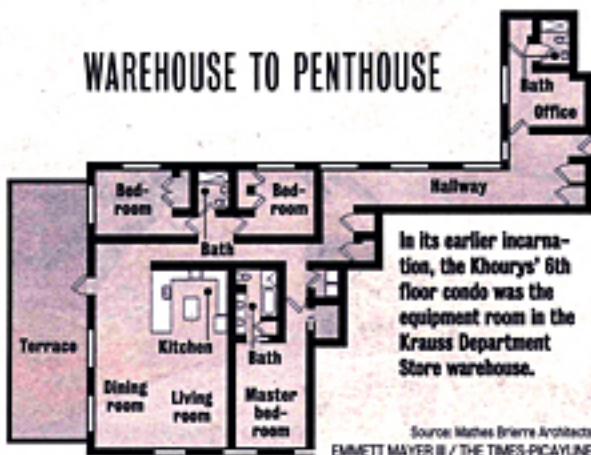 WAREHOUSE TO PENTHOUSE
Bath
Office
Bed-
room
Bed-
room
Hallway
Bath
In its earlier incarna-
tion, the Khourys' 6th
floor condo was the
equipment room in the
Krauss Department
Store warehouse.
Terrace
Kitchen
Bath
Dining
room
Living
room
Master
bed-
room
Source: Mathes Brierre Architects
EMMETT MAYER III / THE TIMES-PICAYUNE